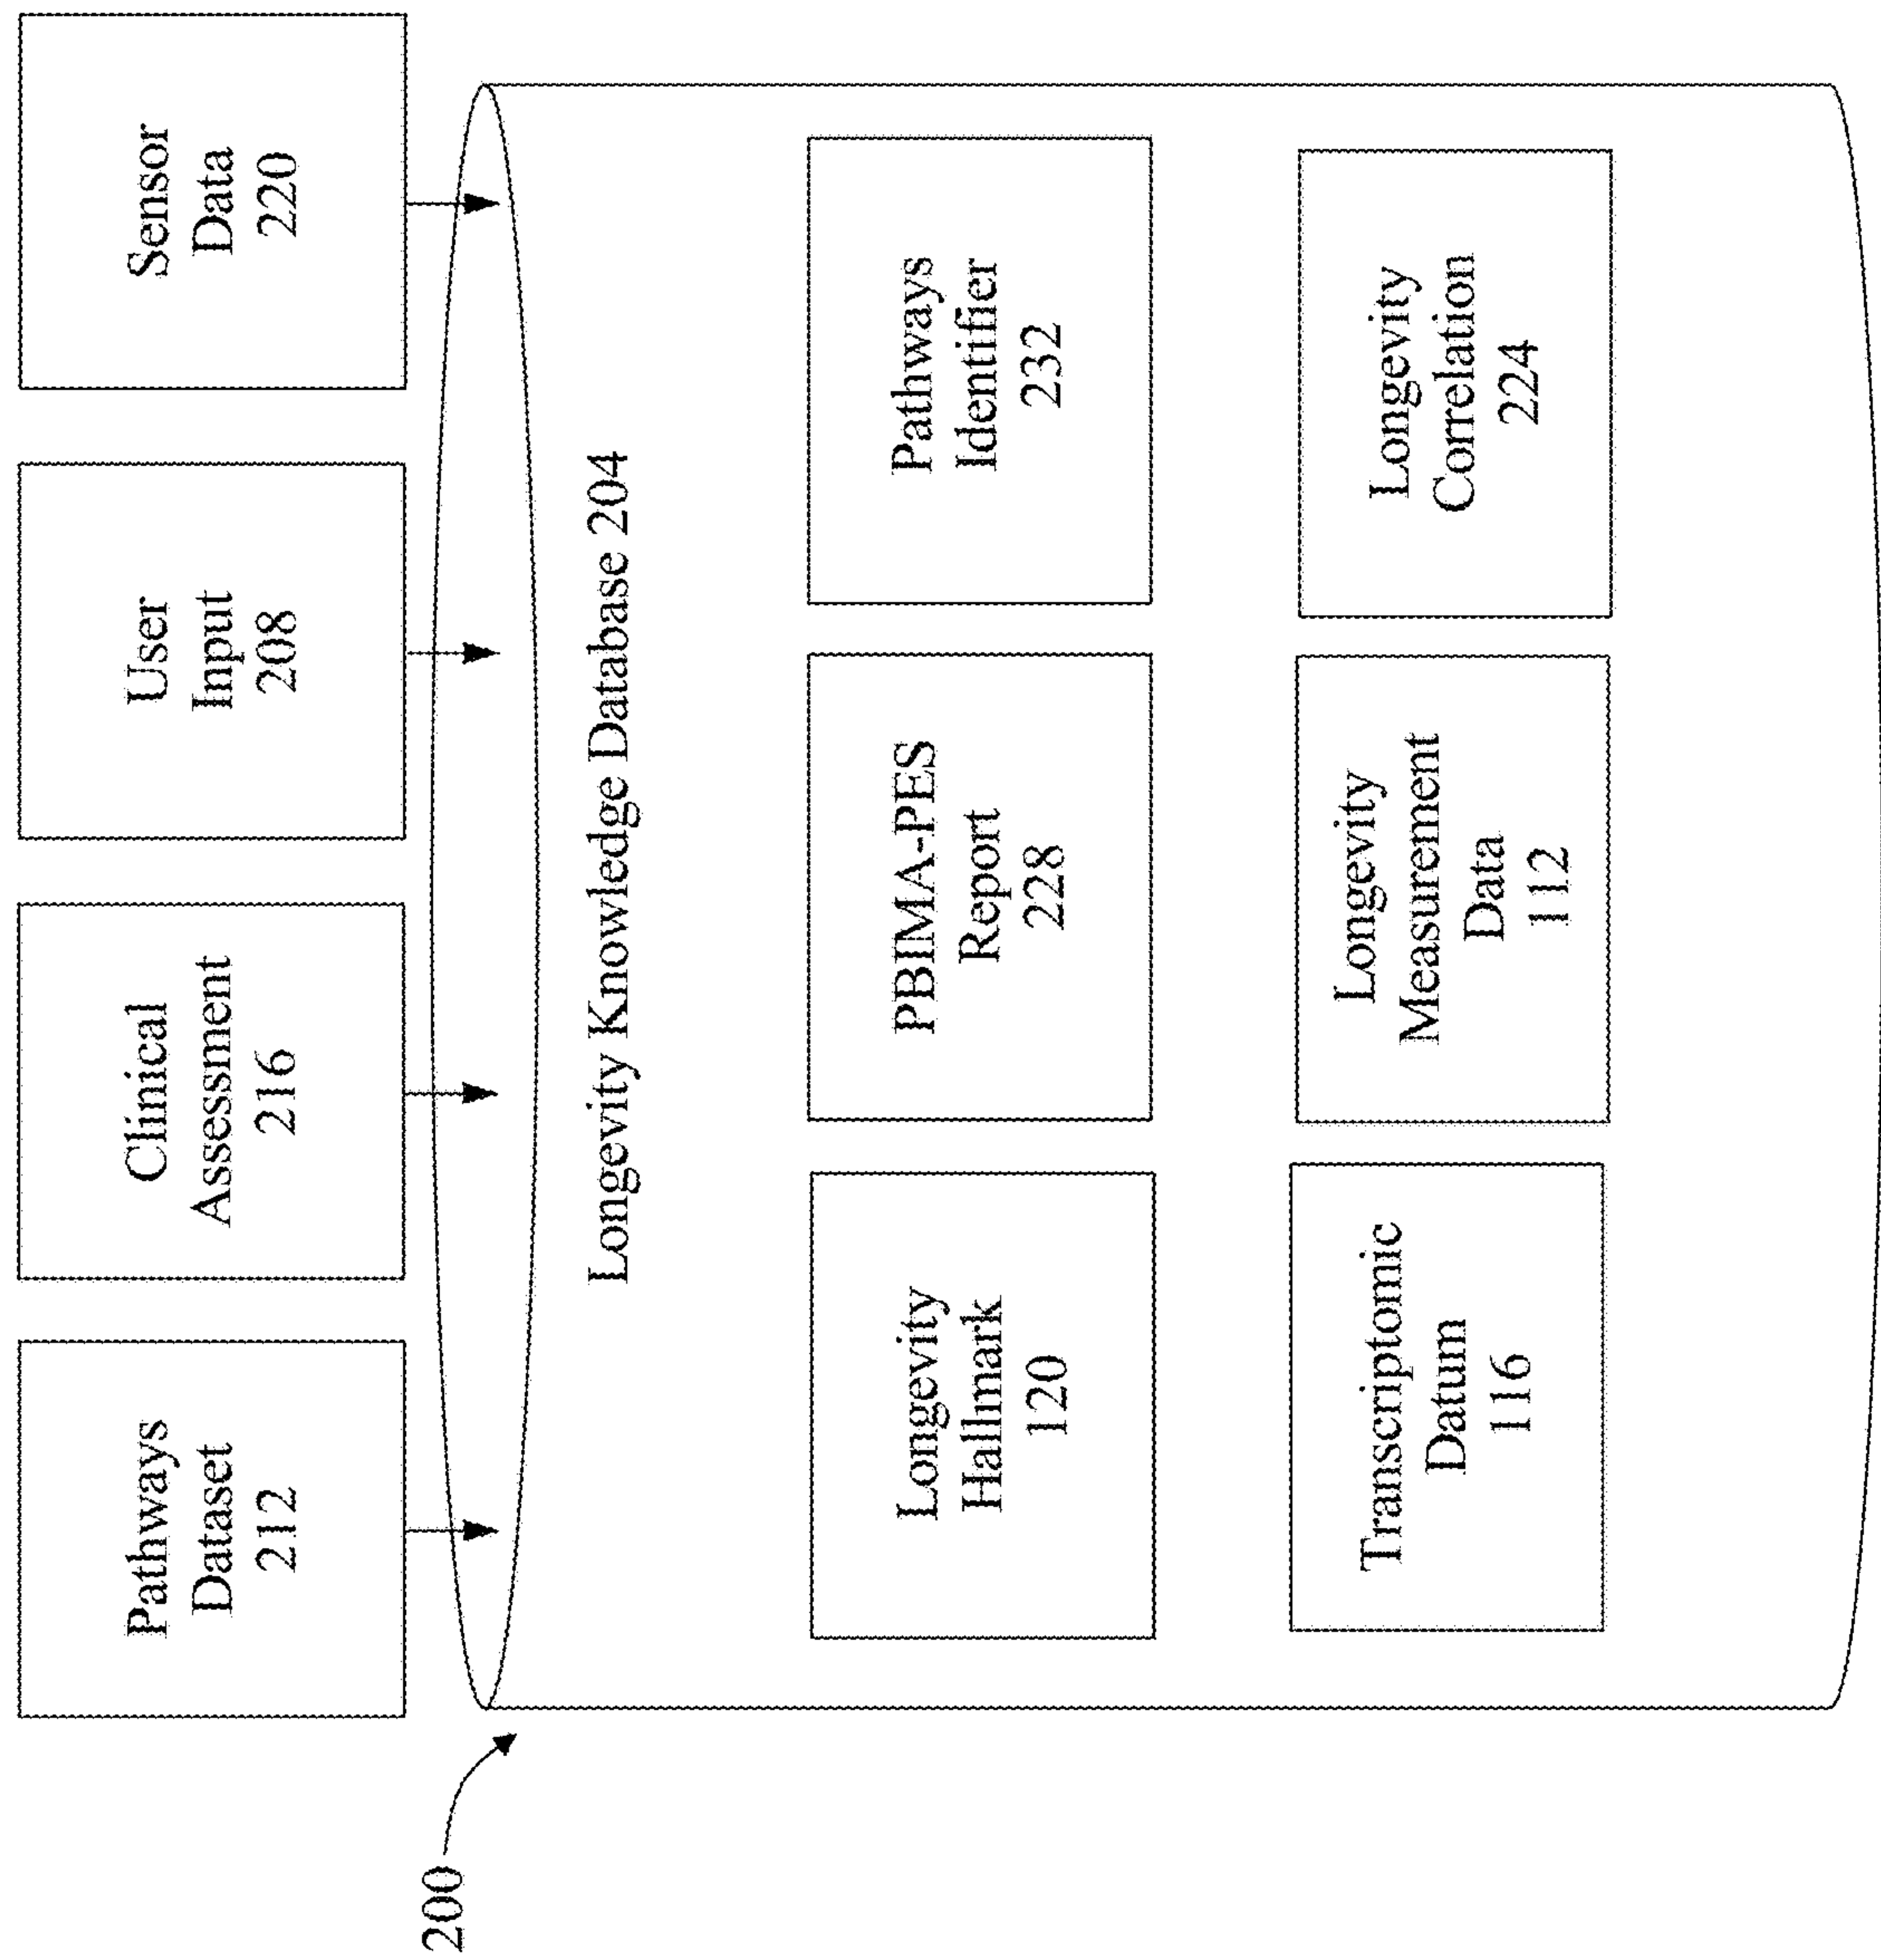 Pathways
Dataset
212
Clinical
Assessment
216
User
Input
208
Sensor
Data
220
200
Longevity Knowledge Database 204
Longevity
Hallmark
120
PBIMA-PES
Report
228
Pathways
Identifier
232
Transcriptomic
Datum
116
Longevity
Measurement
Data
112
Longevity
Correlation
224